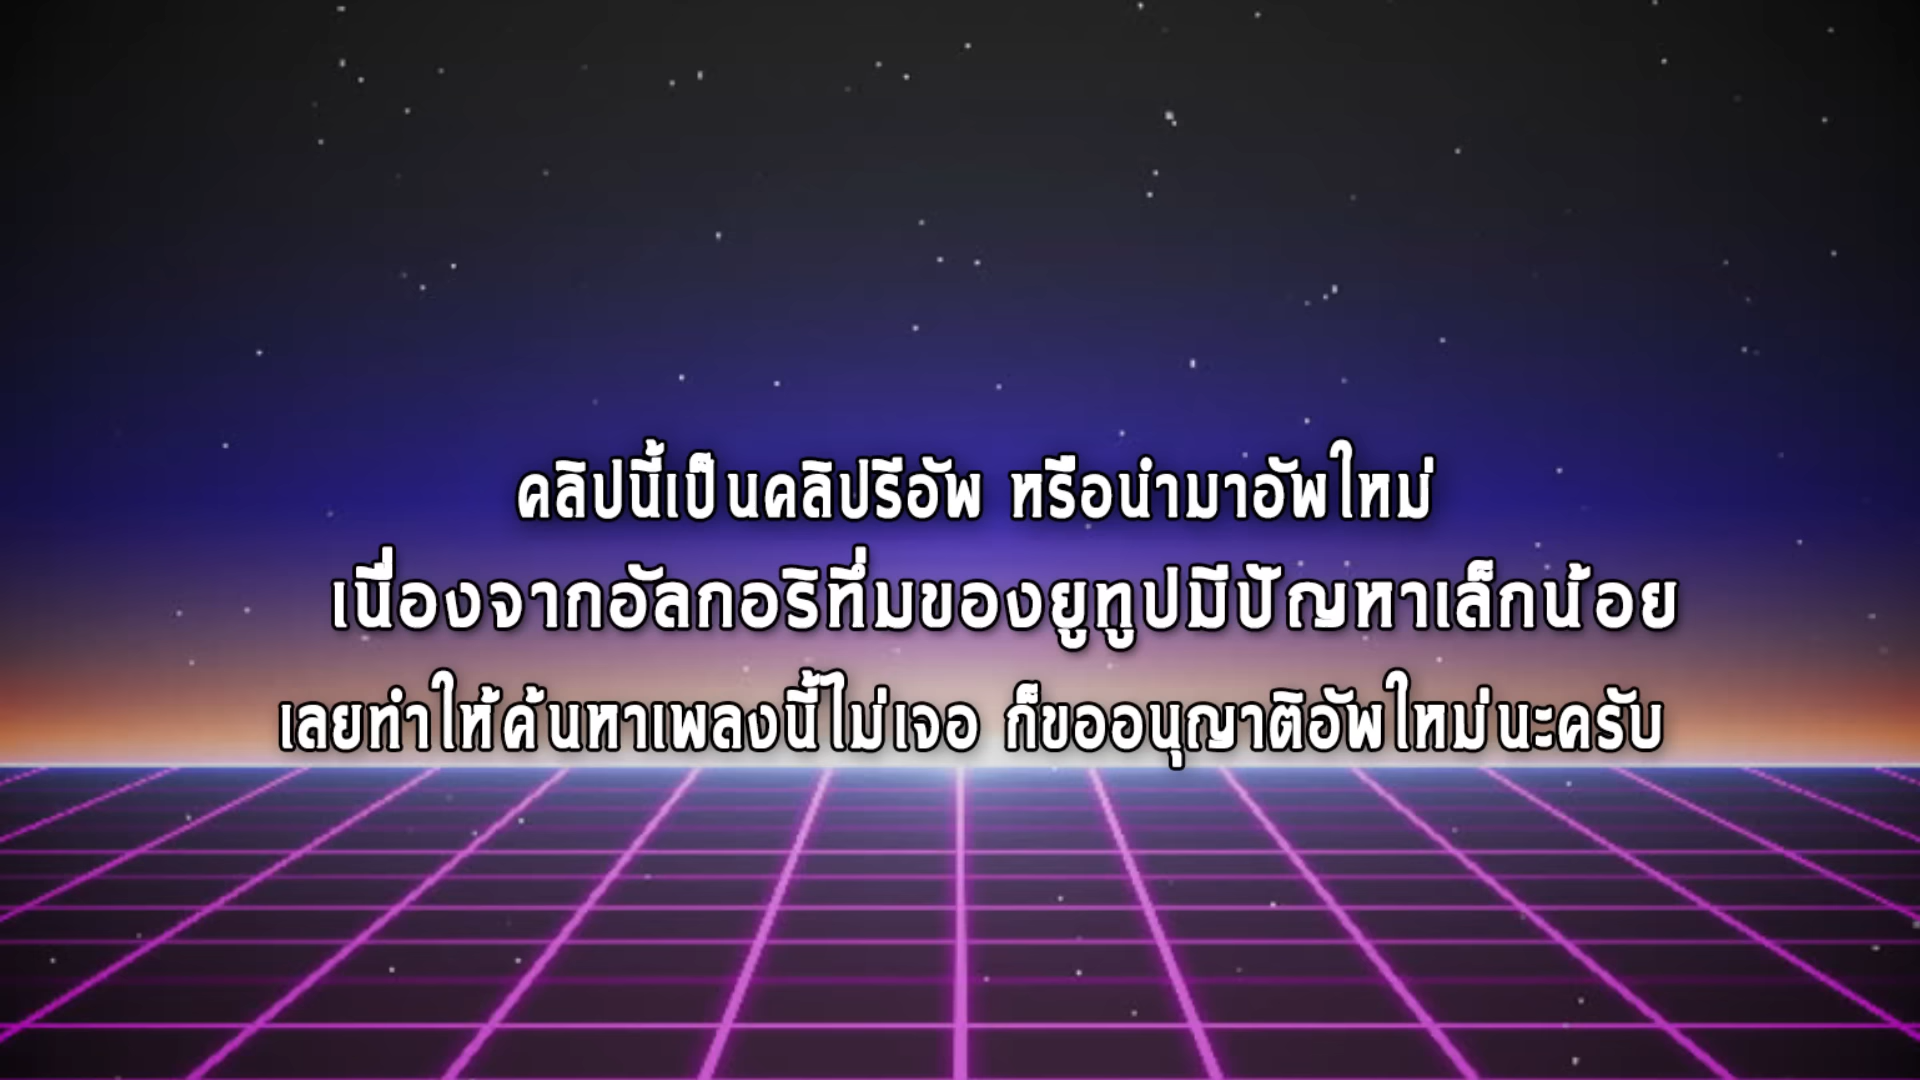 คลิปนี้เป็นคลิปรีอัพ หรือนำมาอัพใหม่
เนื่องจากอัลกอริทึ่มของยูทูปมีปัญหาเล็กน้อย
เลยทำให้ค้นหาเพลงนี้ไม่เจอ ก็ขออนุญาติอัพใหม่นะครับ